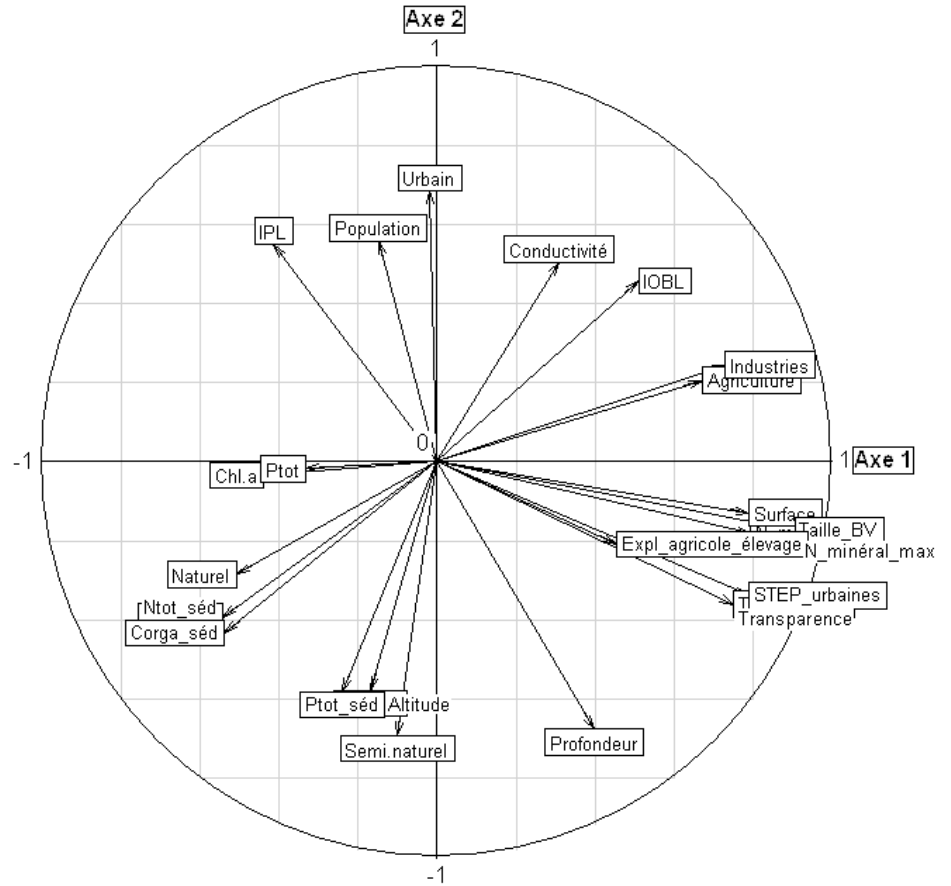 Axe 2
1
Urbain
IPL
Population
Conductivité
IOBL
Industries
Agriculture
0
-1
Chl.a
Ptot
1
Axe 1
Surface
Taille_BV
Expl_agricole_élevage
N_minéral_max
Naturel
STEP_urbaines
Ntot_séd
Transparence
Corga_séd
Ptot_séd
Altitude
Semi.naturel
Profondeur
-1